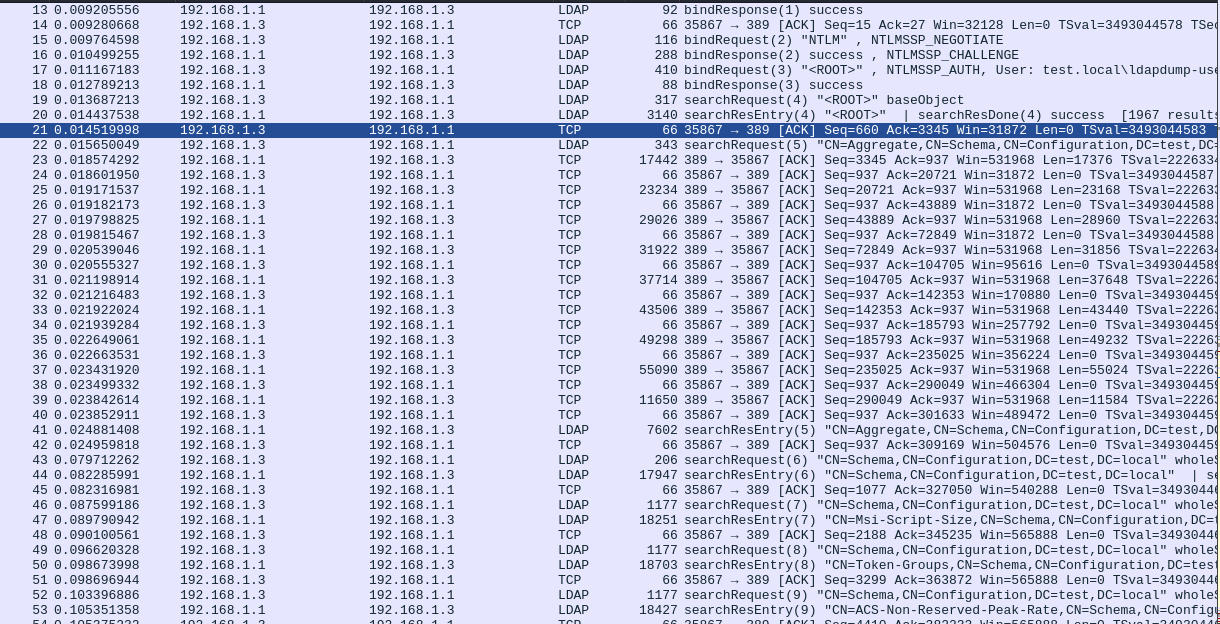 13 0.009205556 192.168.1.1 192.168.1.3 LDAP 92 bindResponse(1) success
14 0.009280668 192.168.1.3 192.168.1.1 TCP 66 35867 → 389 [ACK] Seq=15 Ack=27 Win=32128 Len=0 TSval=3493044578 TSec
15 0.009764598 192.168.1.3 192.168.1.1 LDAP 116 bindRequest(2) "NTLM" , NTLMSSP_NEGOTIATE
16 0.010499255 192.168.1.1 192.168.1.3 LDAP 288 bindResponse(2) success , NTLMSSP_CHALLENGE
17 0.011167183 192.168.1.3 192.168.1.1 LDAP 410 bindRequest(3) "<ROOT>" , NTLMSSP_AUTH, User: test.local\ldapdump-use
18 0.012789213 192.168.1.1 192.168.1.3 LDAP 88 bindResponse(3) success
19 0.013687213 192.168.1.3 192.168.1.1 LDAP 317 searchRequest(4) "<ROOT>" baseObject
20 0.014437538 192.168.1.1 192.168.1.3 LDAP 3140 searchResEntry(4) "<ROOT>" | searchResDone(4) success [1967 results
21 0.014519998 192.168.1.3 192.168.1.1 TCP 66 35867 → 389 [ACK] Seq=660 Ack=3345 Win=31872 Len=0 TSval=3493044583 T
22 0.015650049 192.168.1.3 192.168.1.1 LDAP 343 searchRequest(5) "CN=Aggregate,CN=Schema,CN=Configuration,DC=test,DC=
23 0.018574292 192.168.1.1 192.168.1.3 TCP 17442 389 → 35867 [ACK] Seq=3345 Ack=937 Win=531968 Len=17376 TSval=2226334
24 0.018601950 192.168.1.3 192.168.1.1 TCP 66 35867 → 389 [ACK] Seq=937 Ack=20721 Win=31872 Len=0 TSval=3493044587
25 0.019171537 192.168.1.1 192.168.1.3 TCP 23234 389 → 35867 [ACK] Seq=20721 Ack=937 Win=531968 Len=23168 TSval=222633
26 0.019182173 192.168.1.3 192.168.1.1 TCP 66 35867 → 389 [ACK] Seq=937 Ack=43889 Win=31872 Len=0 TSval=3493044588
27 0.019798825 192.168.1.1 192.168.1.3 TCP 29026 389 → 35867 [ACK] Seq=43889 Ack=937 Win=531968 Len=28960 TSval=222633
28 0.019815467 192.168.1.3 192.168.1.1 TCP 66 35867 → 389 [ACK] Seq=937 Ack=72849 Win=31872 Len=0 TSval=3493044588
29 0.020539046 192.168.1.1 192.168.1.3 TCP 31922 389 → 35867 [ACK] Seq=72849 Ack=937 Win=531968 Len=31856 TSval=222634
30 0.020555327 192.168.1.3 192.168.1.1 TCP 66 35867 → 389 [ACK] Seq=937 Ack=104705 Win=95616 Len=0 TSval=3493044589
31 0.021198914 192.168.1.1 192.168.1.3 TCP 37714 389 → 35867 [ACK] Seq=104705 Ack=937 Win=531968 Len=37648 TSval=22263
32 0.021216483 192.168.1.3 192.168.1.1 TCP 66 35867 → 389 [ACK] Seq=937 Ack=142353 Win=170880 Len=0 TSval=349304459
33 0.021922024 192.168.1.1 192.168.1.3 TCP 43506 389 → 35867 [ACK] Seq=142353 Ack=937 Win=531968 Len=43440 TSval=22263
34 0.021939284 192.168.1.3 192.168.1.1 TCP 66 35867 → 389 [ACK] Seq=937 Ack=185793 Win=257792 Len=0 TSval=349304459
35 0.022649061 192.168.1.1 192.168.1.3 TCP 49298 389 → 35867 [ACK] Seq=185793 Ack=937 Win=531968 Len=49232 TSval=22263
36 0.022663531 192.168.1.3 192.168.1.1 TCP 66 35867 → 389 [ACK] Seq=937 Ack=235025 Win=356224 Len=0 TSval=349304459
37 0.023431920 192.168.1.1 192.168.1.3 TCP 55090 389 → 35867 [ACK] Seq=235025 Ack=937 Win=531968 Len=55024 TSval=22263
38 0.023499332 192.168.1.3 192.168.1.1 TCP 66 35867 → 389 [ACK] Seq=937 Ack=290049 Win=466304 Len=0 TSval=349304459
39 0.023842614 192.168.1.1 192.168.1.3 TCP 11650 389 → 35867 [ACK] Seq=290049 Ack=937 Win=531968 Len=11584 TSval=22263
40 0.023852911 192.168.1.3 192.168.1.1 TCP 66 35867 → 389 [ACK] Seq=937 Ack=301633 Win=489472 Len=0 TSval=349304459
41 0.024881408 192.168.1.1 192.168.1.3 LDAP 7602 searchResEntry(5) "CN=Aggregate,CN=Schema,CN=Configuration,DC=test,DC
42 0.024959818 192.168.1.3 192.168.1.1 TCP 66 35867 → 389 [ACK] Seq=937 Ack=309169 Win=504576 Len=0 TSval=349304459
43 0.079712262 192.168.1.3 192.168.1.1 LDAP 206 searchRequest(6) "CN=Schema,CN=Configuration,DC=test,DC=local" wholeS
44 0.082285991 192.168.1.1 192.168.1.3 LDAP 17947 searchResEntry(6) "CN=Schema,CN=Configuration,DC=test,DC=local" | se
45 0.082316981 192.168.1.3 192.168.1.1 TCP 66 35867 → 389 [ACK] Seq=1077 Ack=327050 Win=540288 Len=0 TSval=34930446
46 0.087599186 192.168.1.3 192.168.1.1 LDAP 1177 searchRequest(7) "CN=Schema,CN=Configuration,DC=test,DC=local" wholeS
47 0.089790942 192.168.1.1 192.168.1.3 LDAP 18251 searchResEntry(7) "CN=Msi-Script-Size,CN=Schema,CN=Configuration,DC=t
48 0.090100561 192.168.1.3 192.168.1.1 TCP 66 35867 → 389 [ACK] Seq=2188 Ack=345235 Win=565888 Len=0 TSval=34930446
49 0.096620328 192.168.1.3 192.168.1.1 LDAP 1177 searchRequest(8) "CN=Schema,CN=Configuration,DC=test,DC=local" wholeS
50 0.098673998 192.168.1.1 192.168.1.3 LDAP 18703 searchResEntry(8) "CN=Token-Groups,CN=Schema,CN=Configuration,DC=test
51 0.098696944 192.168.1.3 192.168.1.1 TCP 66 35867 → 389 [ACK] Seq=3299 Ack=363872 Win=565888 Len=0 TSval=34930446
52 0.103396886 192.168.1.3 192.168.1.1 LDAP 1177 searchRequest(9) "CN=Schema,CN=Configuration,DC=test,DC=local" wholeS
53 0.105351358 192.168.1.1 192.168.1.3 LDAP 18427 searchResEntry(9) "CN=ACS-Non-Reserved-Peak-Rate,CN=Schema,CN=Configu